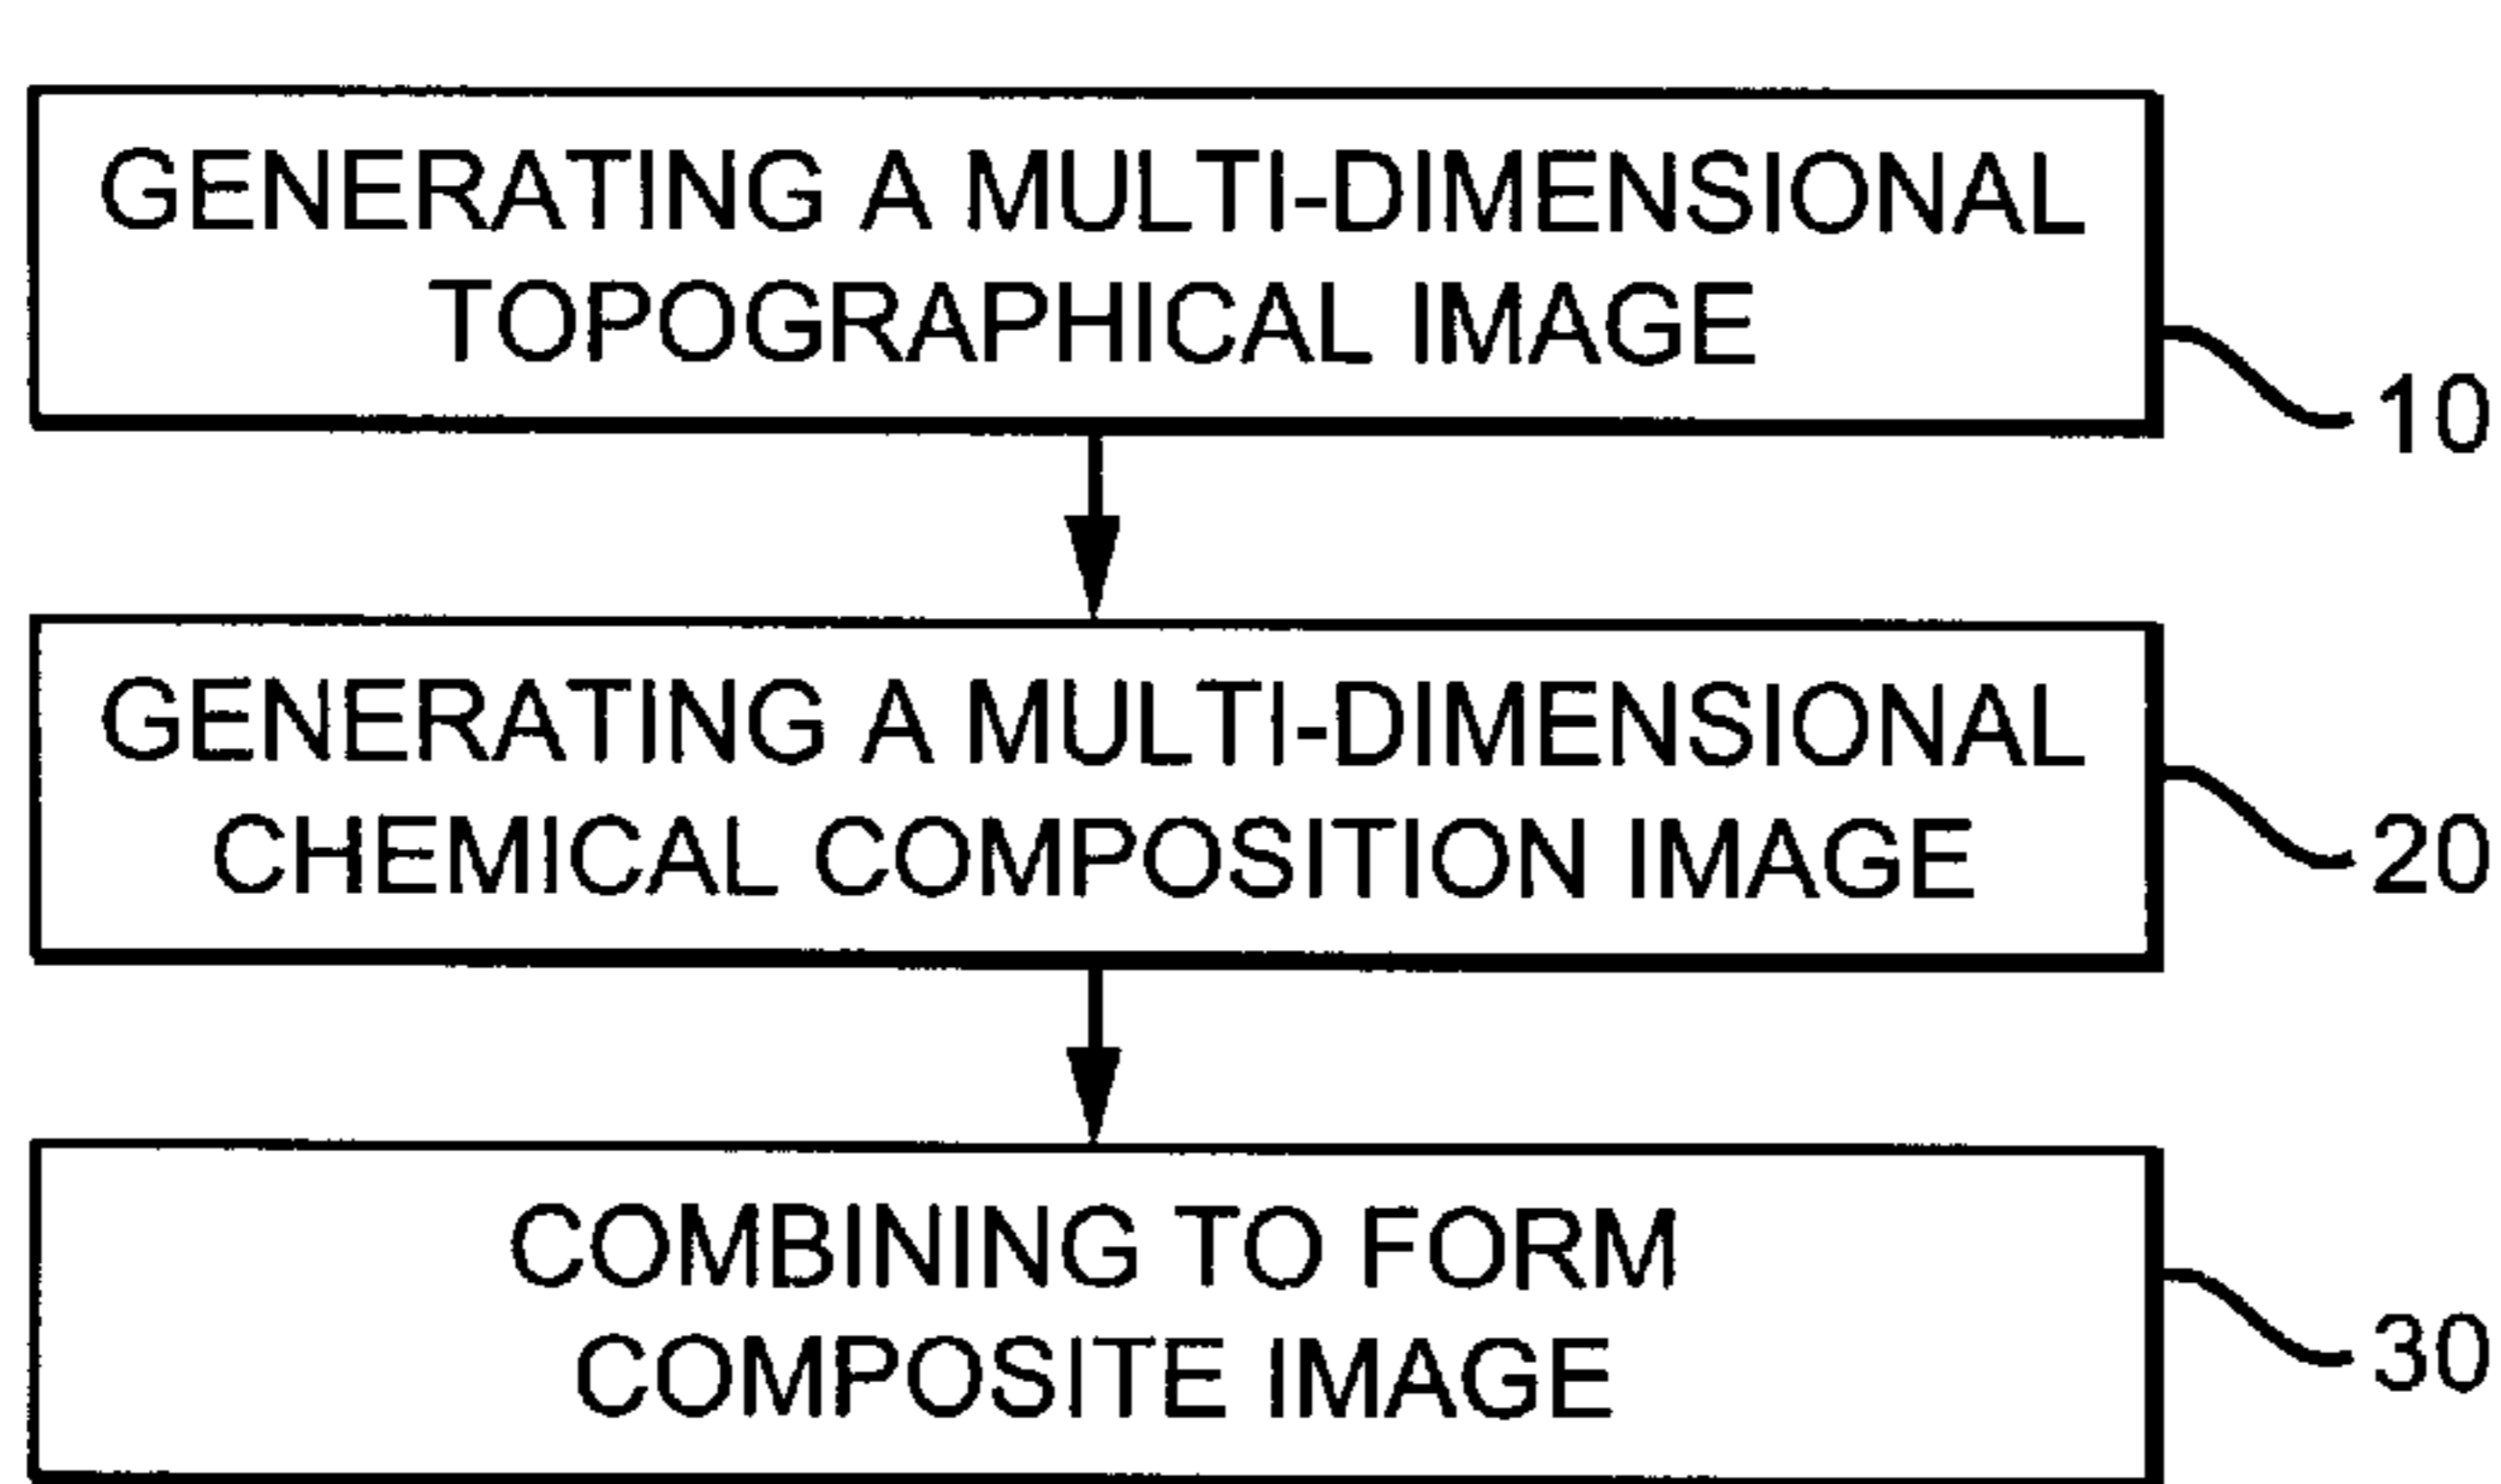 GENERATING A MULTI-DIMENSIONAL
TOPOGRAPHICAL IMAGE
10
GENERATING A MULTI-DIMENSIONAL
CHEMICAL COMPOSITION IMAGE
20
COMBINING TO FORM
COMPOSITE IMAGE
30